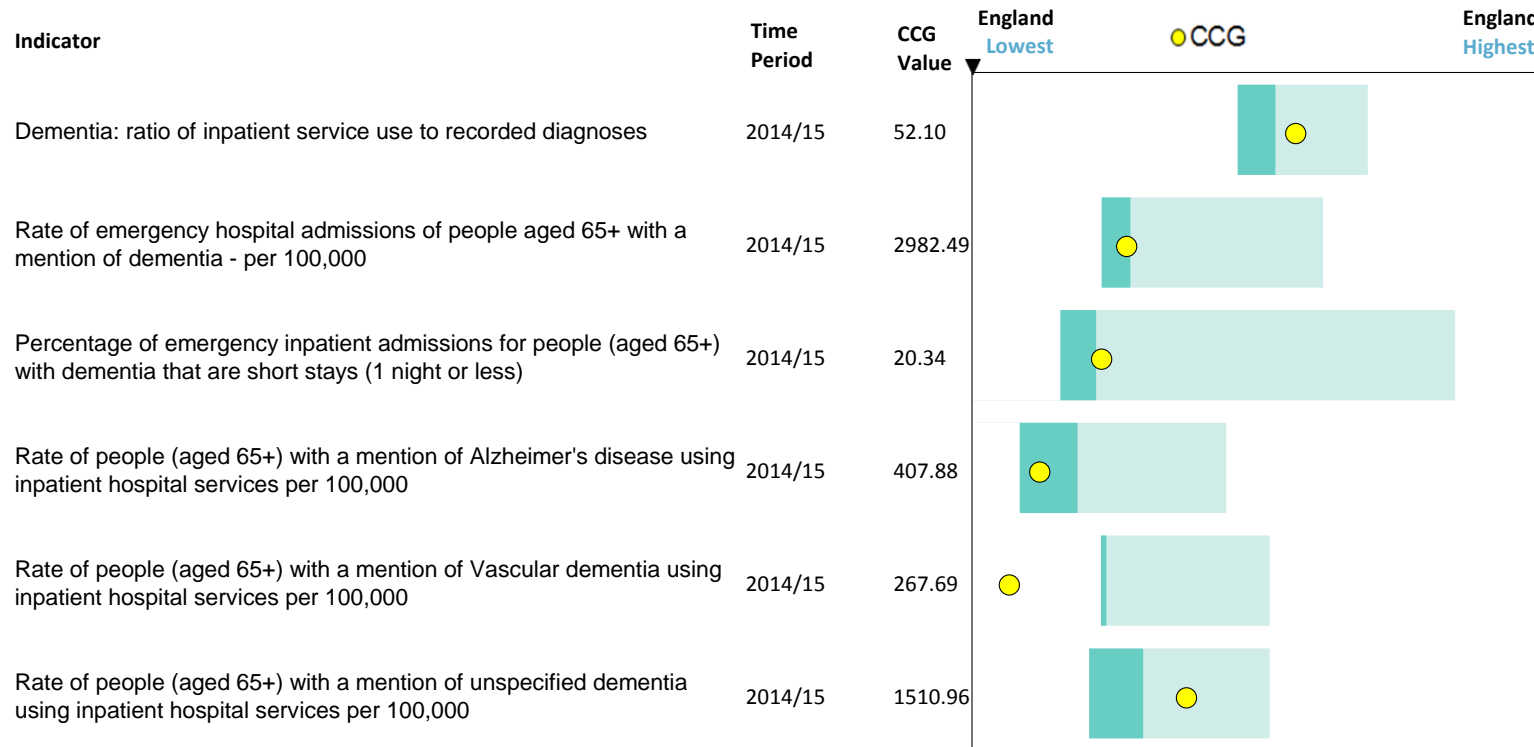 Indicator
Time Period
CCG Value
England Lowest
CCG
England Highest
Dementia: ratio of inpatient service use to recorded diagnoses
2014/15
52.10
Rate of emergency hospital admissions of people aged 65+ with a
mention of dementia - per 100,000
2014/15
2982.49
Percentage of emergency inpatient admissions for people (aged 65+)
with dementia that are short stays (1 night or less)
2014/15
20.34
Rate of people (aged 65+) with a mention of Alzheimer's disease using
inpatient hospital services per 100,000
2014/15
407.88
Rate of people (aged 65+) with a mention of Vascular dementia using
inpatient hospital services per 100,000
2014/15
267.69
Rate of people (aged 65+) with a mention of unspecified dementia
using inpatient hospital services per 100,000
2014/15
1510.96